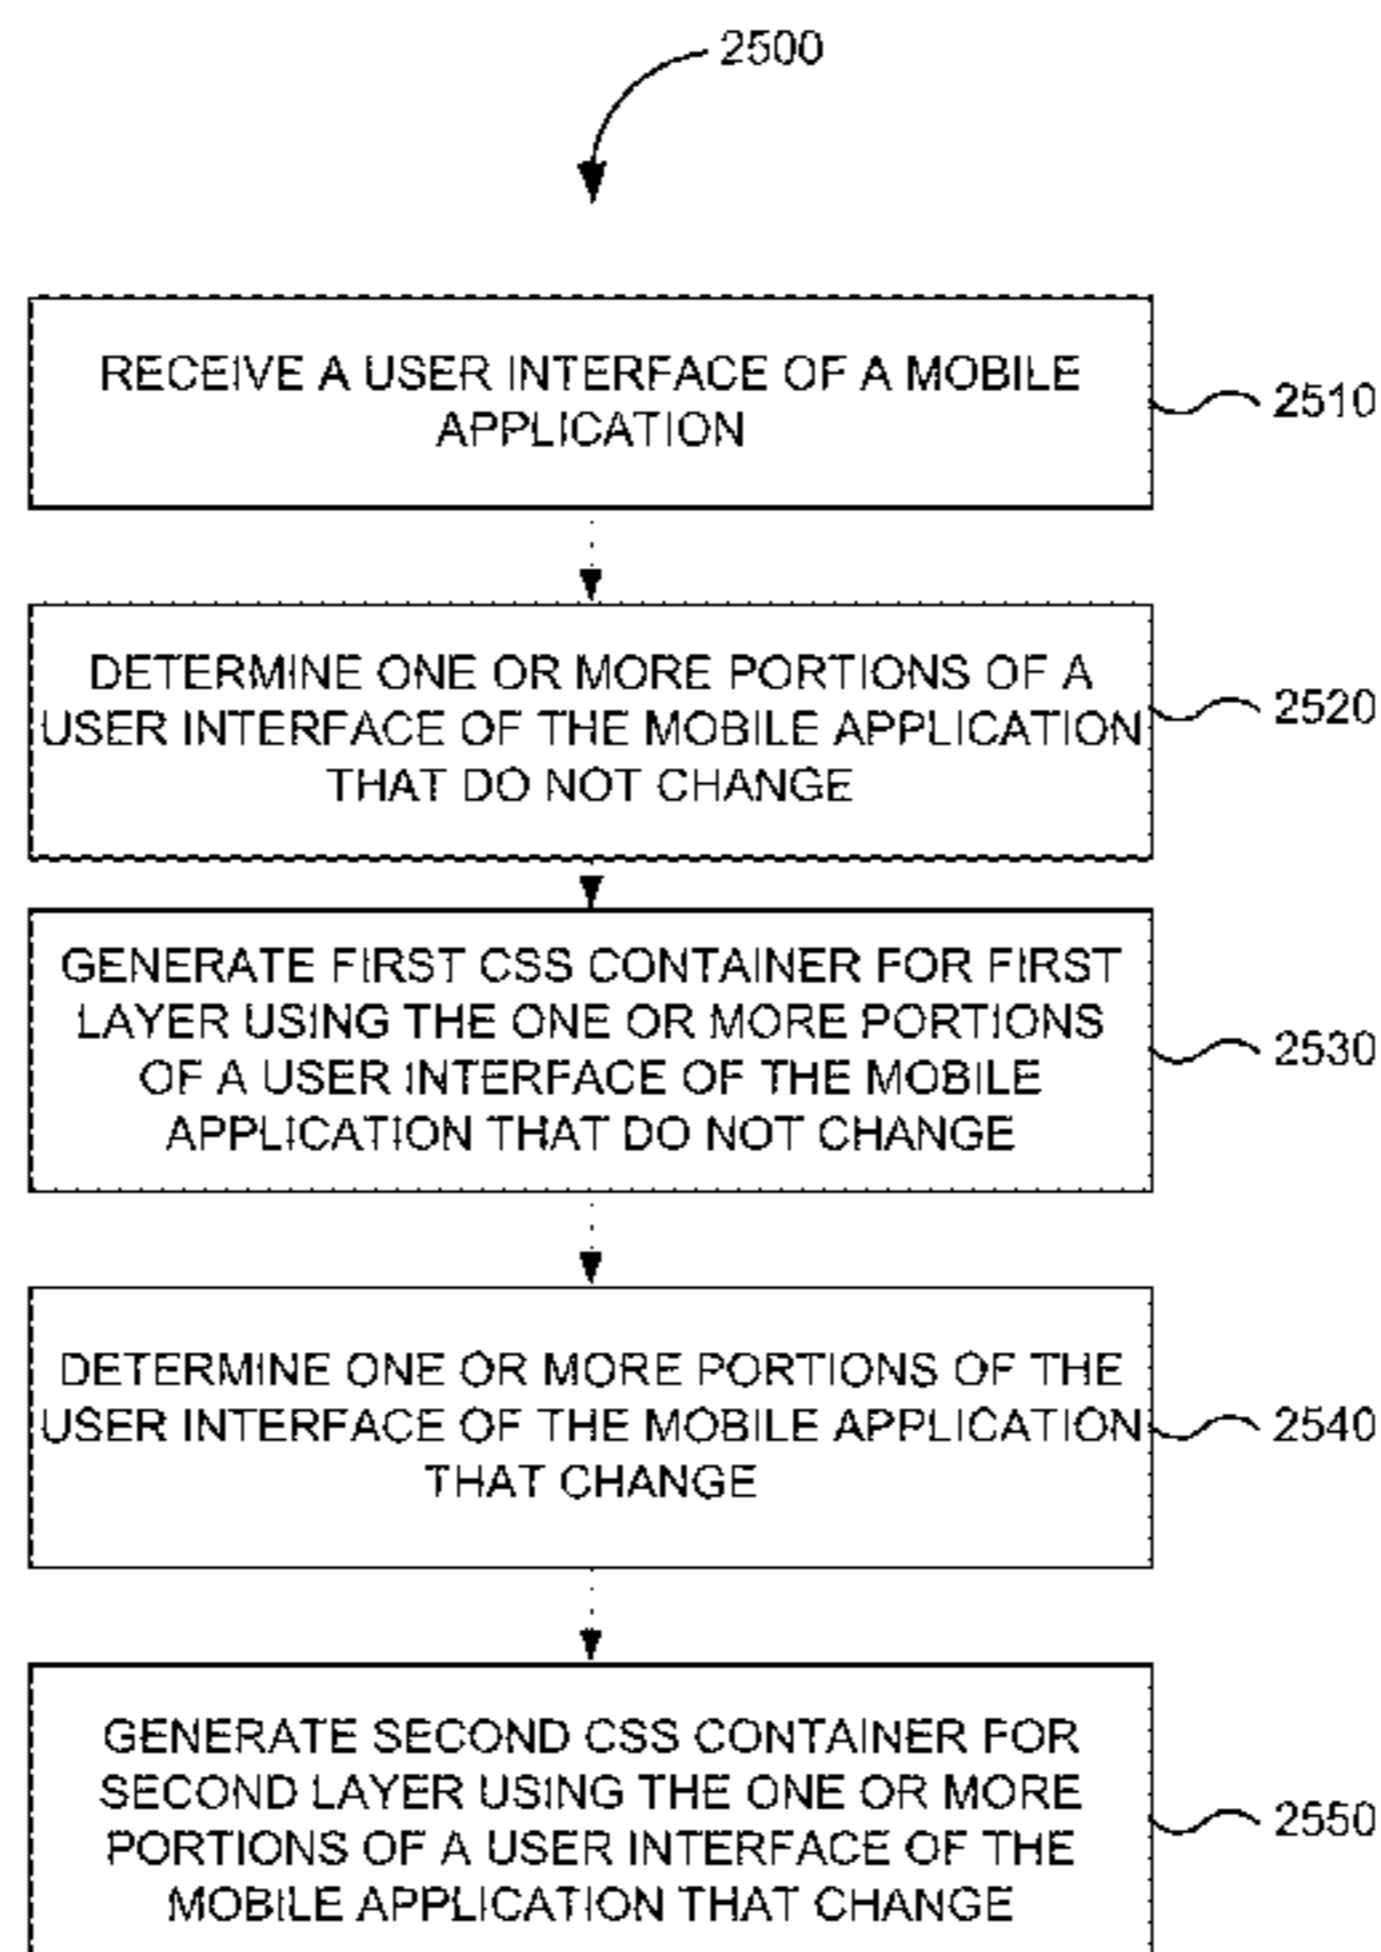 2500
RECEIVE A USER INTERFACE OF A MOBILE
APPLICATION
2510
DETERMINE ONE OR MORE PORTIONS OF A
USER INTERFACE OF THE MOBILE APPLICATION
THAT DO NOT CHANGE
2520
GENERATE FIRST CSS CONTAINER FOR FIRST
LAYER USING THE ONE OR MORE PORTIONS
OF A USER INTERFACE OF THE MOBILE
APPLICATION THAT DO NOT CHANGE
2530
DETERMINE ONE OR MORE PORTIONS OF THE
USER INTERFACE OF THE MOBILE APPLICATION
THAT CHANGE
2540
GENERATE SECOND CSS CONTAINER FOR
SECOND LAYER USING THE ONE OR MORE
PORTIONS OF A USER INTERFACE OF THE
MOBILE APPLICATION THAT CHANGE
2550